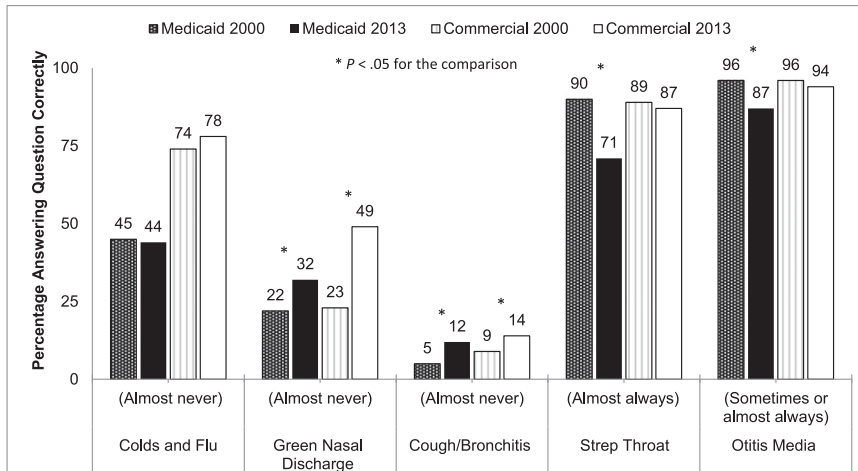 Medicaid 2000 Medicaid 2013 Commercial 2000 Commercial 2013
* P < .05 for the comparison
Percentage Answering Question Correctly
100
75
50
25
0
45 44 74 78
* 22 32 23 * 49
5 * 12 9 * 14
90 * 71 89 87
96 * 87 96 94
(Almost never) (Almost never) (Almost never) (Almost always) (Sometimes or
almost always)
Colds and Flu Green Nasal Cough/Bronchitis Strep Throat Otitis Media
Discharge